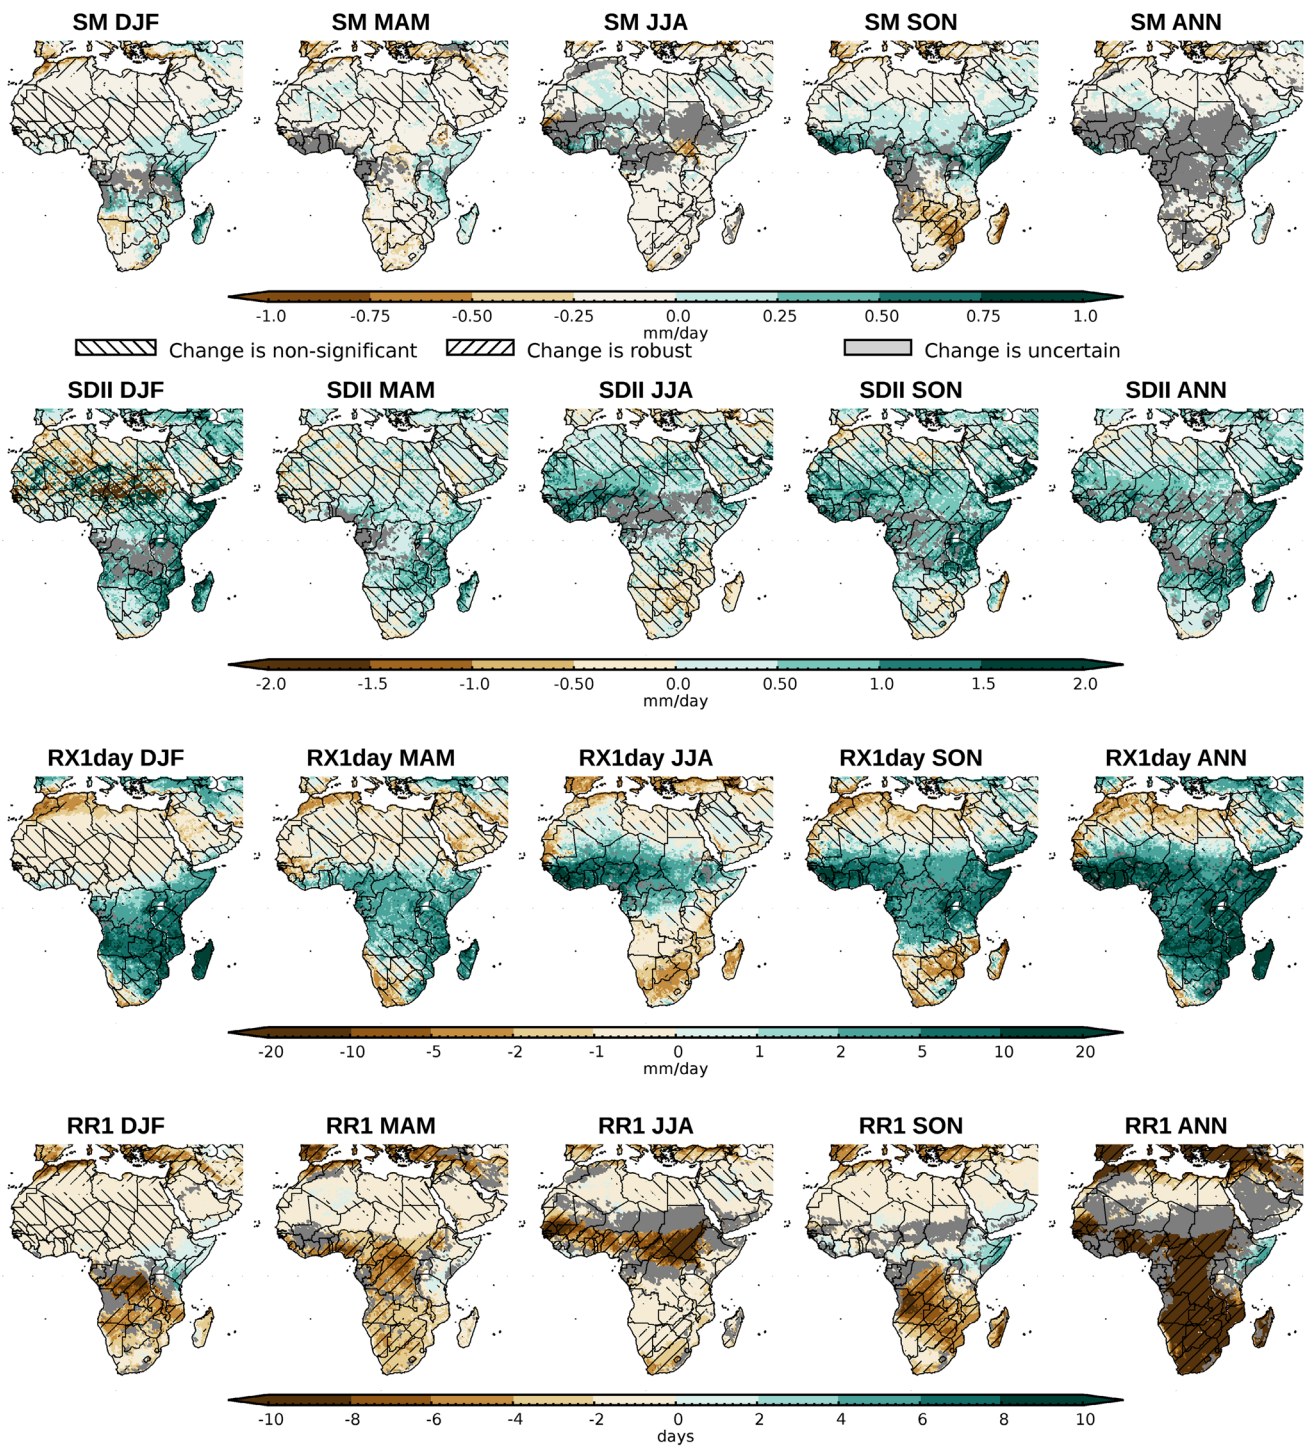 SM DJF SM MAM SM JJA SM SON SM ANN
-1.0 -0.75 -0.50 -0.25 0.0 0.25 0.50 0.75 1.0
mm/day
Change is non-significant Change is robust Change is uncertain
SDII DJF SDII MAM SDII JJA SDII SON SDII ANN
-2.0 -1.5 -1.0 -0.50 0.0 0.50 1.0 1.5 2.0
mm/day
RX1day DJF RX1day MAM RX1day JJA RX1day SON RX1day ANN
-20 -10 -5 -2 -1 0 1 2 5 10 20
mm/day
RR1 DJF RR1 MAM RR1 JJA RR1 SON RR1 ANN
-10 -8 -6 -4 -2 0 2 4 6 8 10
days